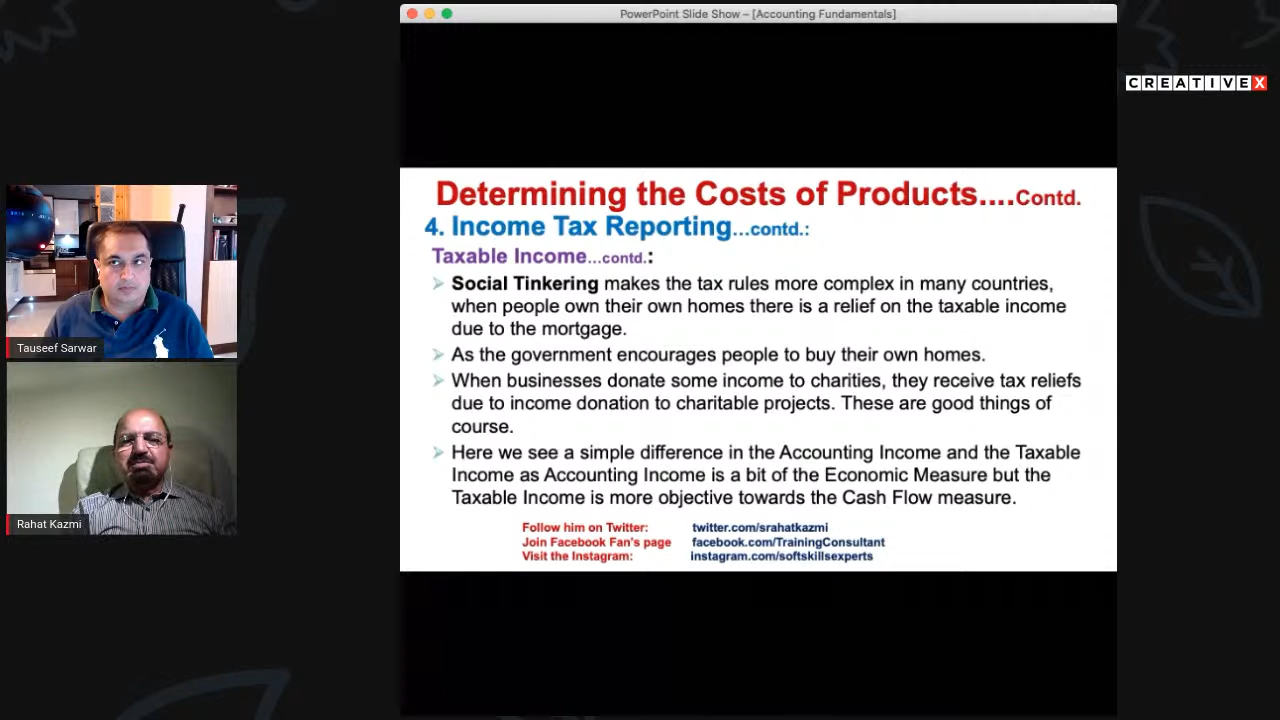 PowerPoint Slide Show – [Accounting Fundamentals]
CREATIVEX
Determining the Costs of Products....Contd.
4. Income Tax Reporting...contd.:
Taxable Income...contd.:
Social Tinkering makes the tax rules more complex in many countries,
when people own their own homes there is a relief on the taxable income
due to the mortgage.
As the government encourages people to buy their own homes.
When businesses donate some income to charities, they receive tax reliefs
due to income donation to charitable projects. These are good things of
course.
Here we see a simple difference in the Accounting Income and the Taxable
Income as Accounting Income is a bit of the Economic Measure but the
Taxable Income is more objective towards the Cash Flow measure.
Follow him on Twitter: twitter.com/srahatkazmi
Join Facebook Fan's page facebook.com/TrainingConsultant
Visit the Instagram: instagram.com/softskillsexperts
Tauseef Sarwar
Rahat Kazmi